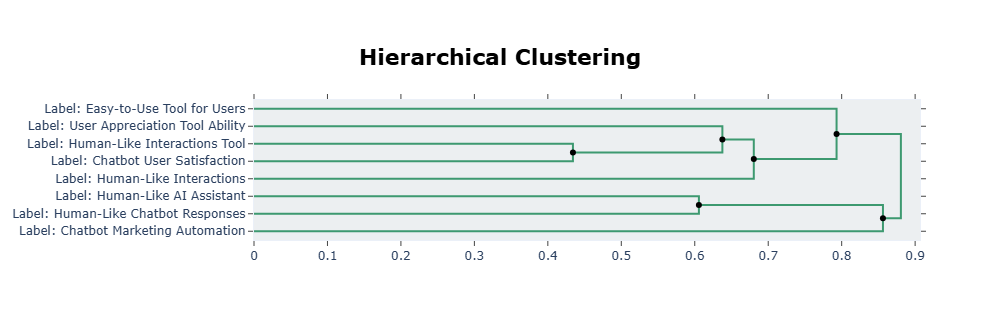 Hierarchical Clustering
Label: Easy-to-Use Tool for Users
Label: User Appreciation Tool Ability
Label: Human-Like Interactions Tool
Label: Chatbot User Satisfaction
Label: Human-Like Interactions
Label: Human-Like AI Assistant
Label: Human-Like Chatbot Responses
Label: Chatbot Marketing Automation
0 0.1 0.2 0.3 0.4 0.5 0.6 0.7 0.8 0.9